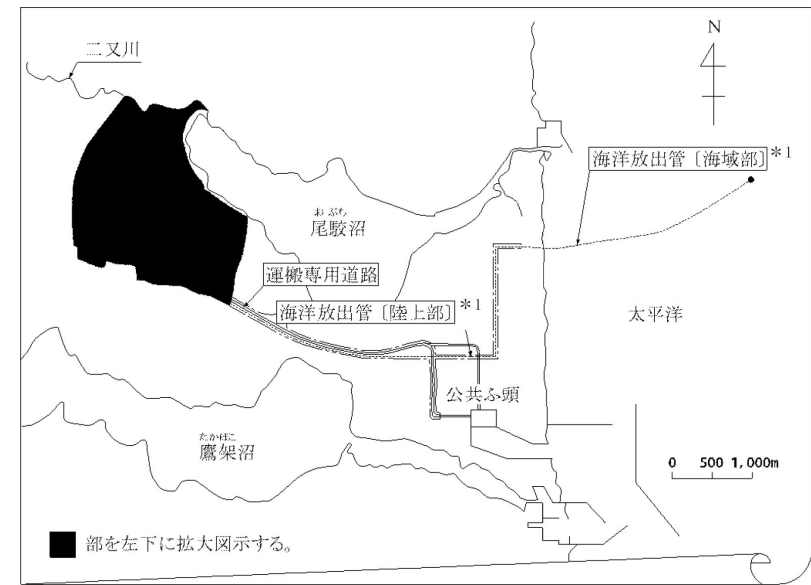 二又川
N
海洋放出管〔海域部〕*1
おぶち
尾駮沼
運搬専用道路
海洋放出管〔陸上部〕*1
太平洋
公共ふ頭
たかほこ
鷹架沼
0 500 1,000m
部を左下に拡大図示する。